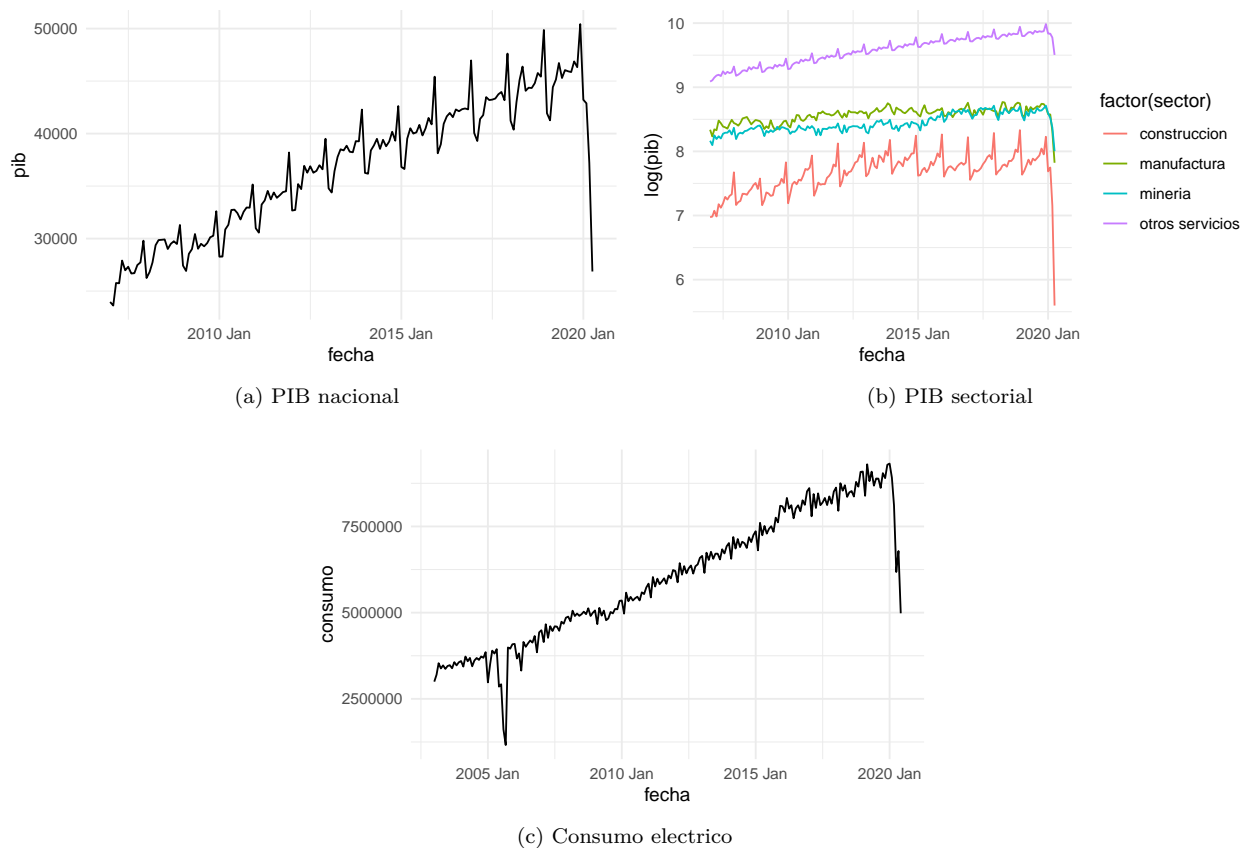 50000
40000
30000
pib
2010 Jan
2015 Jan
2020 Jan
fecha
(a) PIB nacional
10
9
8
7
6
log(pib)
2010 Jan
2015 Jan
2020 Jan
fecha
factor(sector)
construccion
manufactura
mineria
otros servicios
(b) PIB sectorial
7500000
5000000
2500000
consumo
2005 Jan
2010 Jan
2015 Jan
2020 Jan
fecha
(c) Consumo electrico